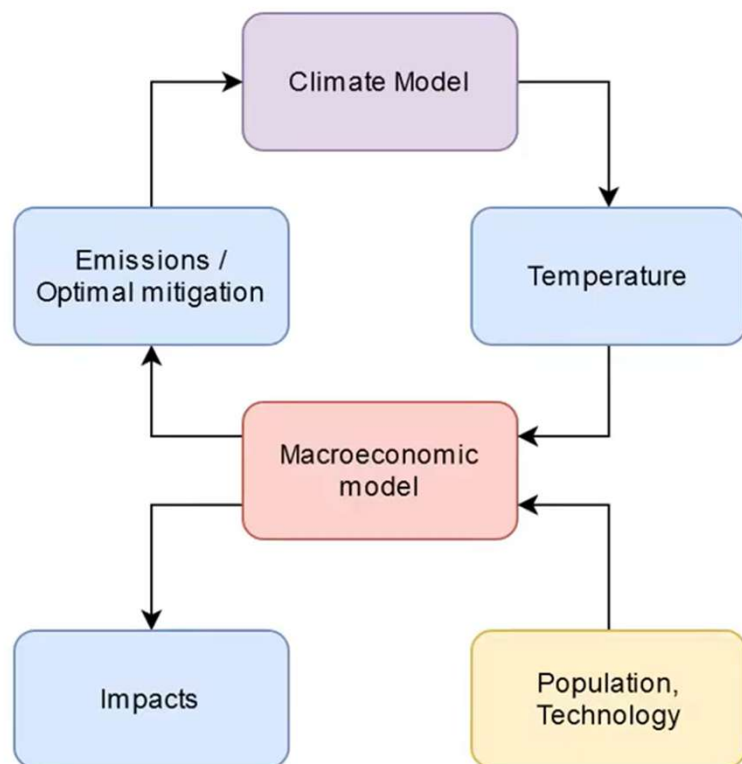 Climate Model
Emissions /
Optimal mitigation
Temperature
Macroeconomic
model
Impacts
Population,
Technology